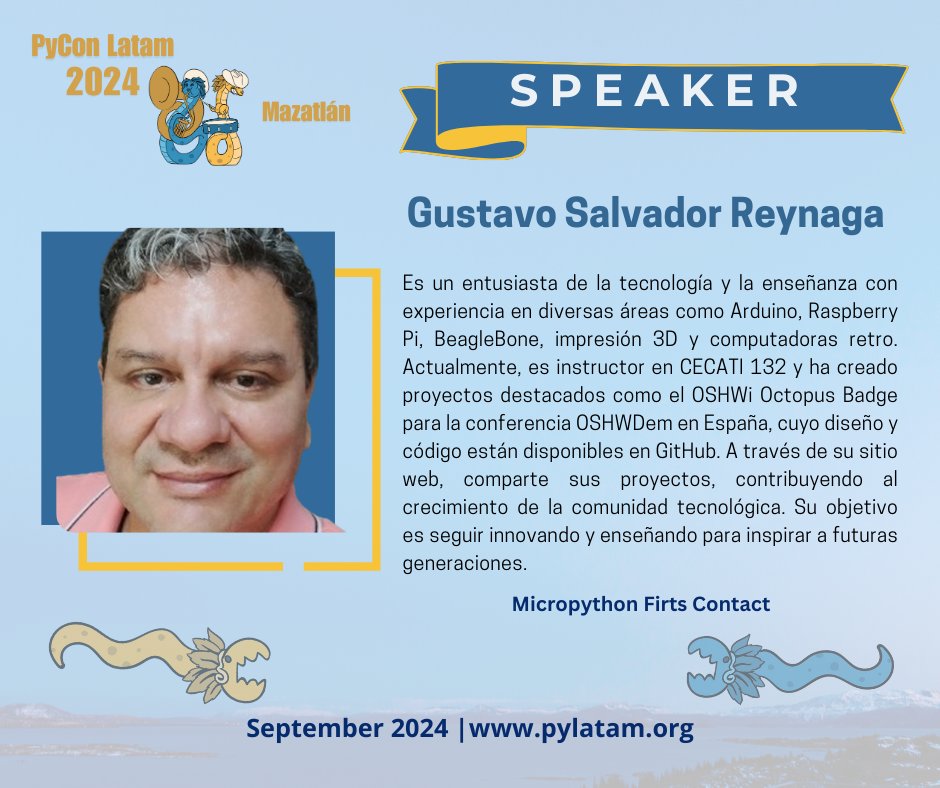 PyCon Latam
2024
Mazatlán
SPEAKER
Gustavo Salvador Reynaga
Es un entusiasta de la tecnología y la enseñanza con
experiencia en diversas áreas como Arduino, Raspberry
Pi, BeagleBone, impresión 3D y computadoras retro.
Actualmente, es instructor en CECATI 132 y ha creado
proyectos destacados como el OSHWi Octopus Badge
para la conferencia OSHWDem en España, cuyo diseño y
código están disponibles en GitHub. A través de su sitio
web, comparte sus proyectos, contribuyendo al
crecimiento de la comunidad tecnológica. Su objetivo
es seguir innovando y enseñando para inspirar a futuras
generaciones.
Micropython Firts Contact
September 2024 |www.pylatam.org